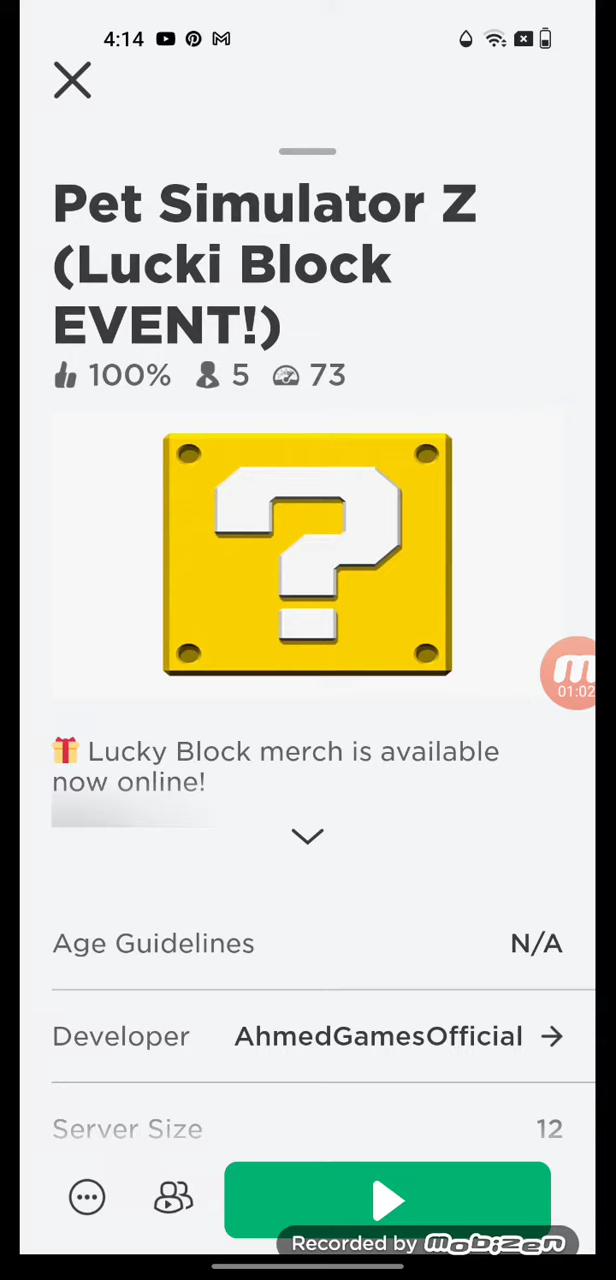 4:14
Pet Simulator Z
(Lucki Block
EVENT!)
100% 5 73
?
01:02
Lucky Block merch is available
now online!
Age Guidelines N/A
Developer AhmedGamesOfficial
Server Size 12
Recorded by mobizen